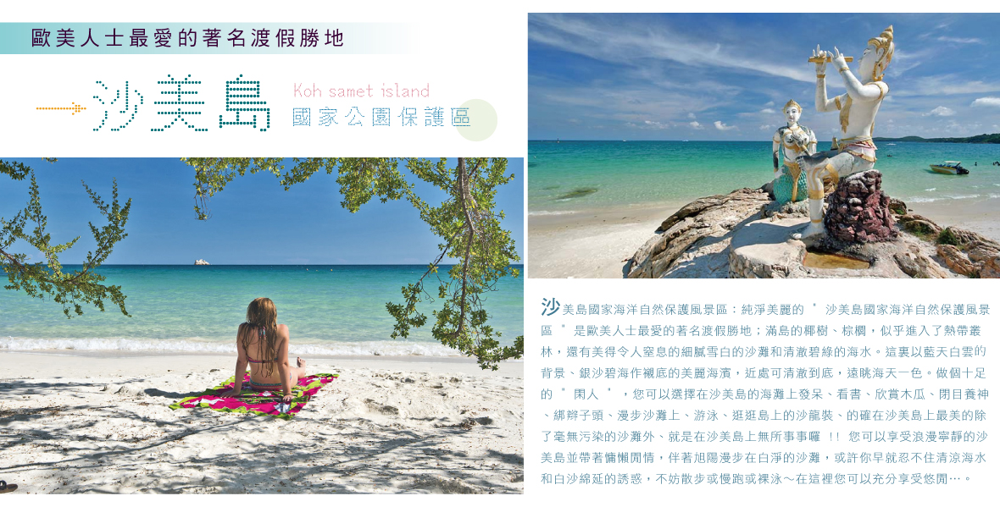 歐美人士最愛的著名渡假勝地
沙美島
Koh samet island
國家公園保護區
沙美島國家海洋自然保護風景區：純淨美麗的 " 沙美島國家海洋自然保護風景
區 " 是歐美人士最愛的著名渡假勝地；滿島的椰樹、棕櫚，似乎進入了熱帶叢
林，還有美得令人窒息的細膩雪白的沙灘和清澈碧綠的海水。這裏以藍天白雲的
背景、銀沙碧海作襯底的美麗海濱，近處可清澈到底，遠眺海天一色。做個十足
的 " 閑人 " ，您可以選擇在沙美島的海灘上發呆、看書、欣賞木瓜、閉目養神
、綁辮子頭、漫步沙灘上、游泳、逛逛島上的沙龍裝、的確在沙美島上最美的除
了毫無污染的沙灘外、就是在沙美島上無所事事囉 !! 您可以享受浪漫寧靜的沙
美島並帶著慵懶閒情，伴著旭陽漫步在白淨的沙灘，或許你早就忍不住清涼海水
和白沙綿延的誘惑，不妨散步或慢跑或裸泳～在這裡您可以充分享受悠閒…。